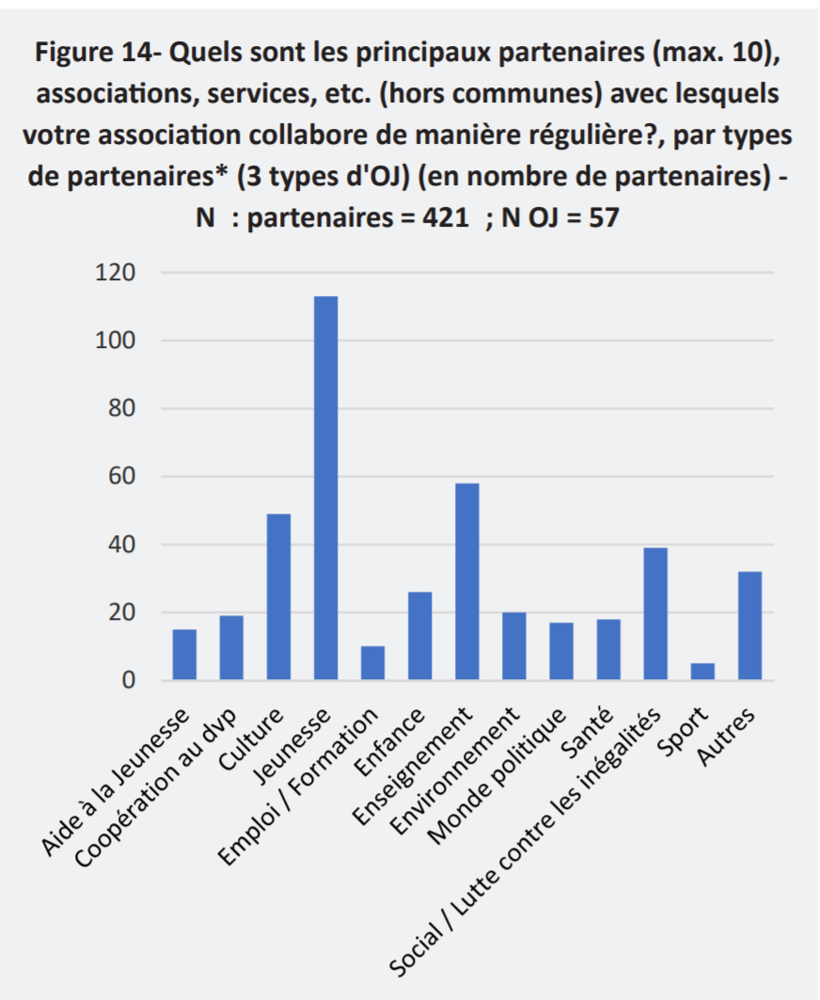 Figure 14- Quels sont les principaux partenaires (max. 10),
associations, services, etc. (hors communes) avec lesquels
votre association collabore de manière régulière?, par types
de partenaires* (3 types d'OJ) (en nombre de partenaires) -
N : partenaires = 421 ; N OJ = 57
120
100
80
60
40
20
0
Aide à la Jeunesse
Coopération au dvp
Culture
Jeunesse
Emploi / Formation
Enfance
Enseignement
Environnement
Monde politique
Santé
Social / Lutte contre les inégalités
Sport
Autres